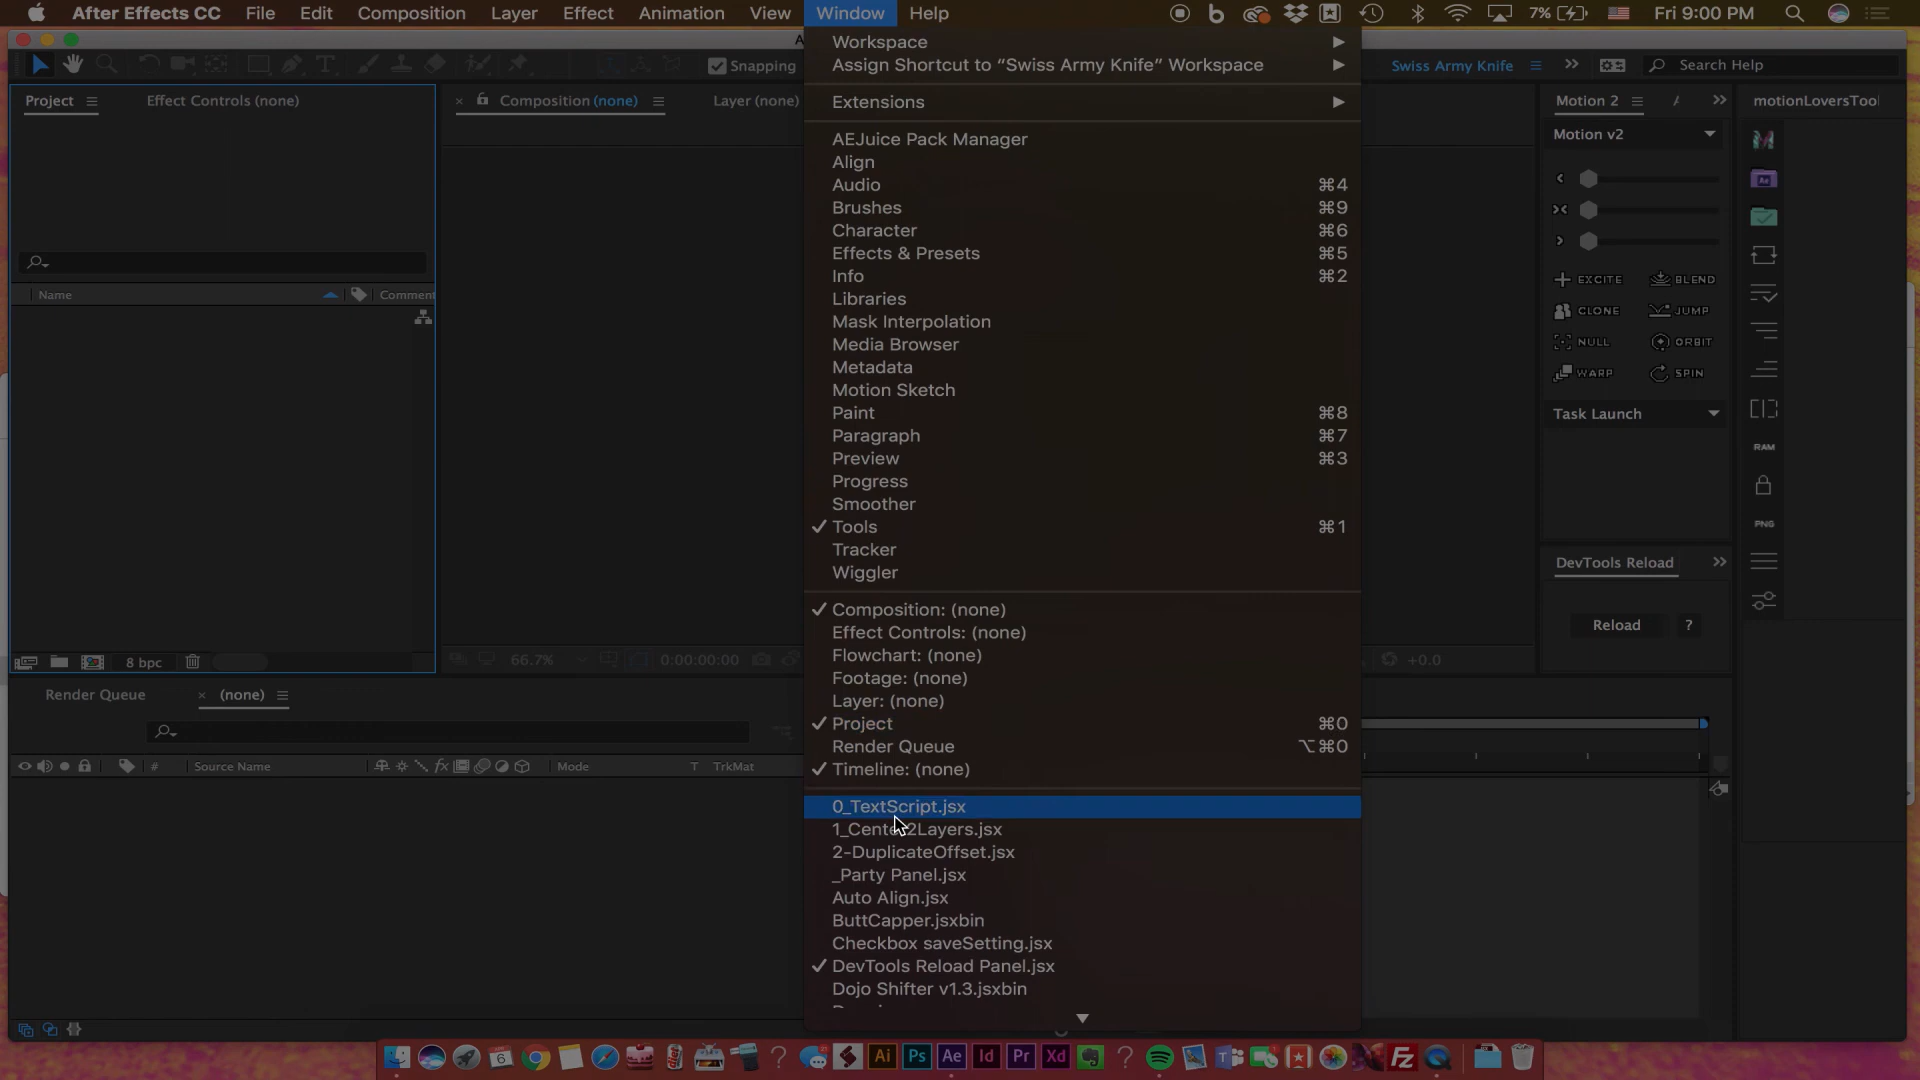 After Effects CC File Edit Composition Layer Effect Animation View Window Help 7% Fri 9:00 PM
Snapping
Swiss Army Knife
Search Help
Project
Effect Controls (none)
Composition (none)
Layer (none)
Name
Comment
8 bpc
66.7%
0:00:00:00
+0.0
Workspace
Assign Shortcut to “Swiss Army Knife” Workspace
Extensions
AEJuice Pack Manager
Align
Audio ⌘4
Brushes ⌘9
Character ⌘6
Effects & Presets ⌘5
Info ⌘2
Libraries
Mask Interpolation
Media Browser
Metadata
Motion Sketch
Paint ⌘8
Paragraph ⌘7
Preview ⌘3
Progress
Smoother
✓ Tools ⌘1
Tracker
Wiggler
✓ Composition: (none)
Effect Controls: (none)
Flowchart: (none)
Footage: (none)
Layer: (none)
✓ Project ⌘0
Render Queue ⌥⌘0
✓ Timeline: (none)
0_TextScript.jsx
1_Center2Layers.jsx
2-DuplicateOffset.jsx
_Party Panel.jsx
Auto Align.jsx
ButtCapper.jsxbin
Checkbox saveSetting.jsx
✓ DevTools Reload Panel.jsx
Dojo Shifter v1.3.jsxbin
Motion 2
motionLoversTool
Motion v2
EXCITE BLEND
CLONE JUMP
NULL ORBIT
WARP SPIN
Task Launch
RAM
PNG
DevTools Reload
Reload ?
Render Queue
(none)
# Source Name
fx
Mode
T TrkMat
6
Ai Ps Ae Id Pr Xd
Fz